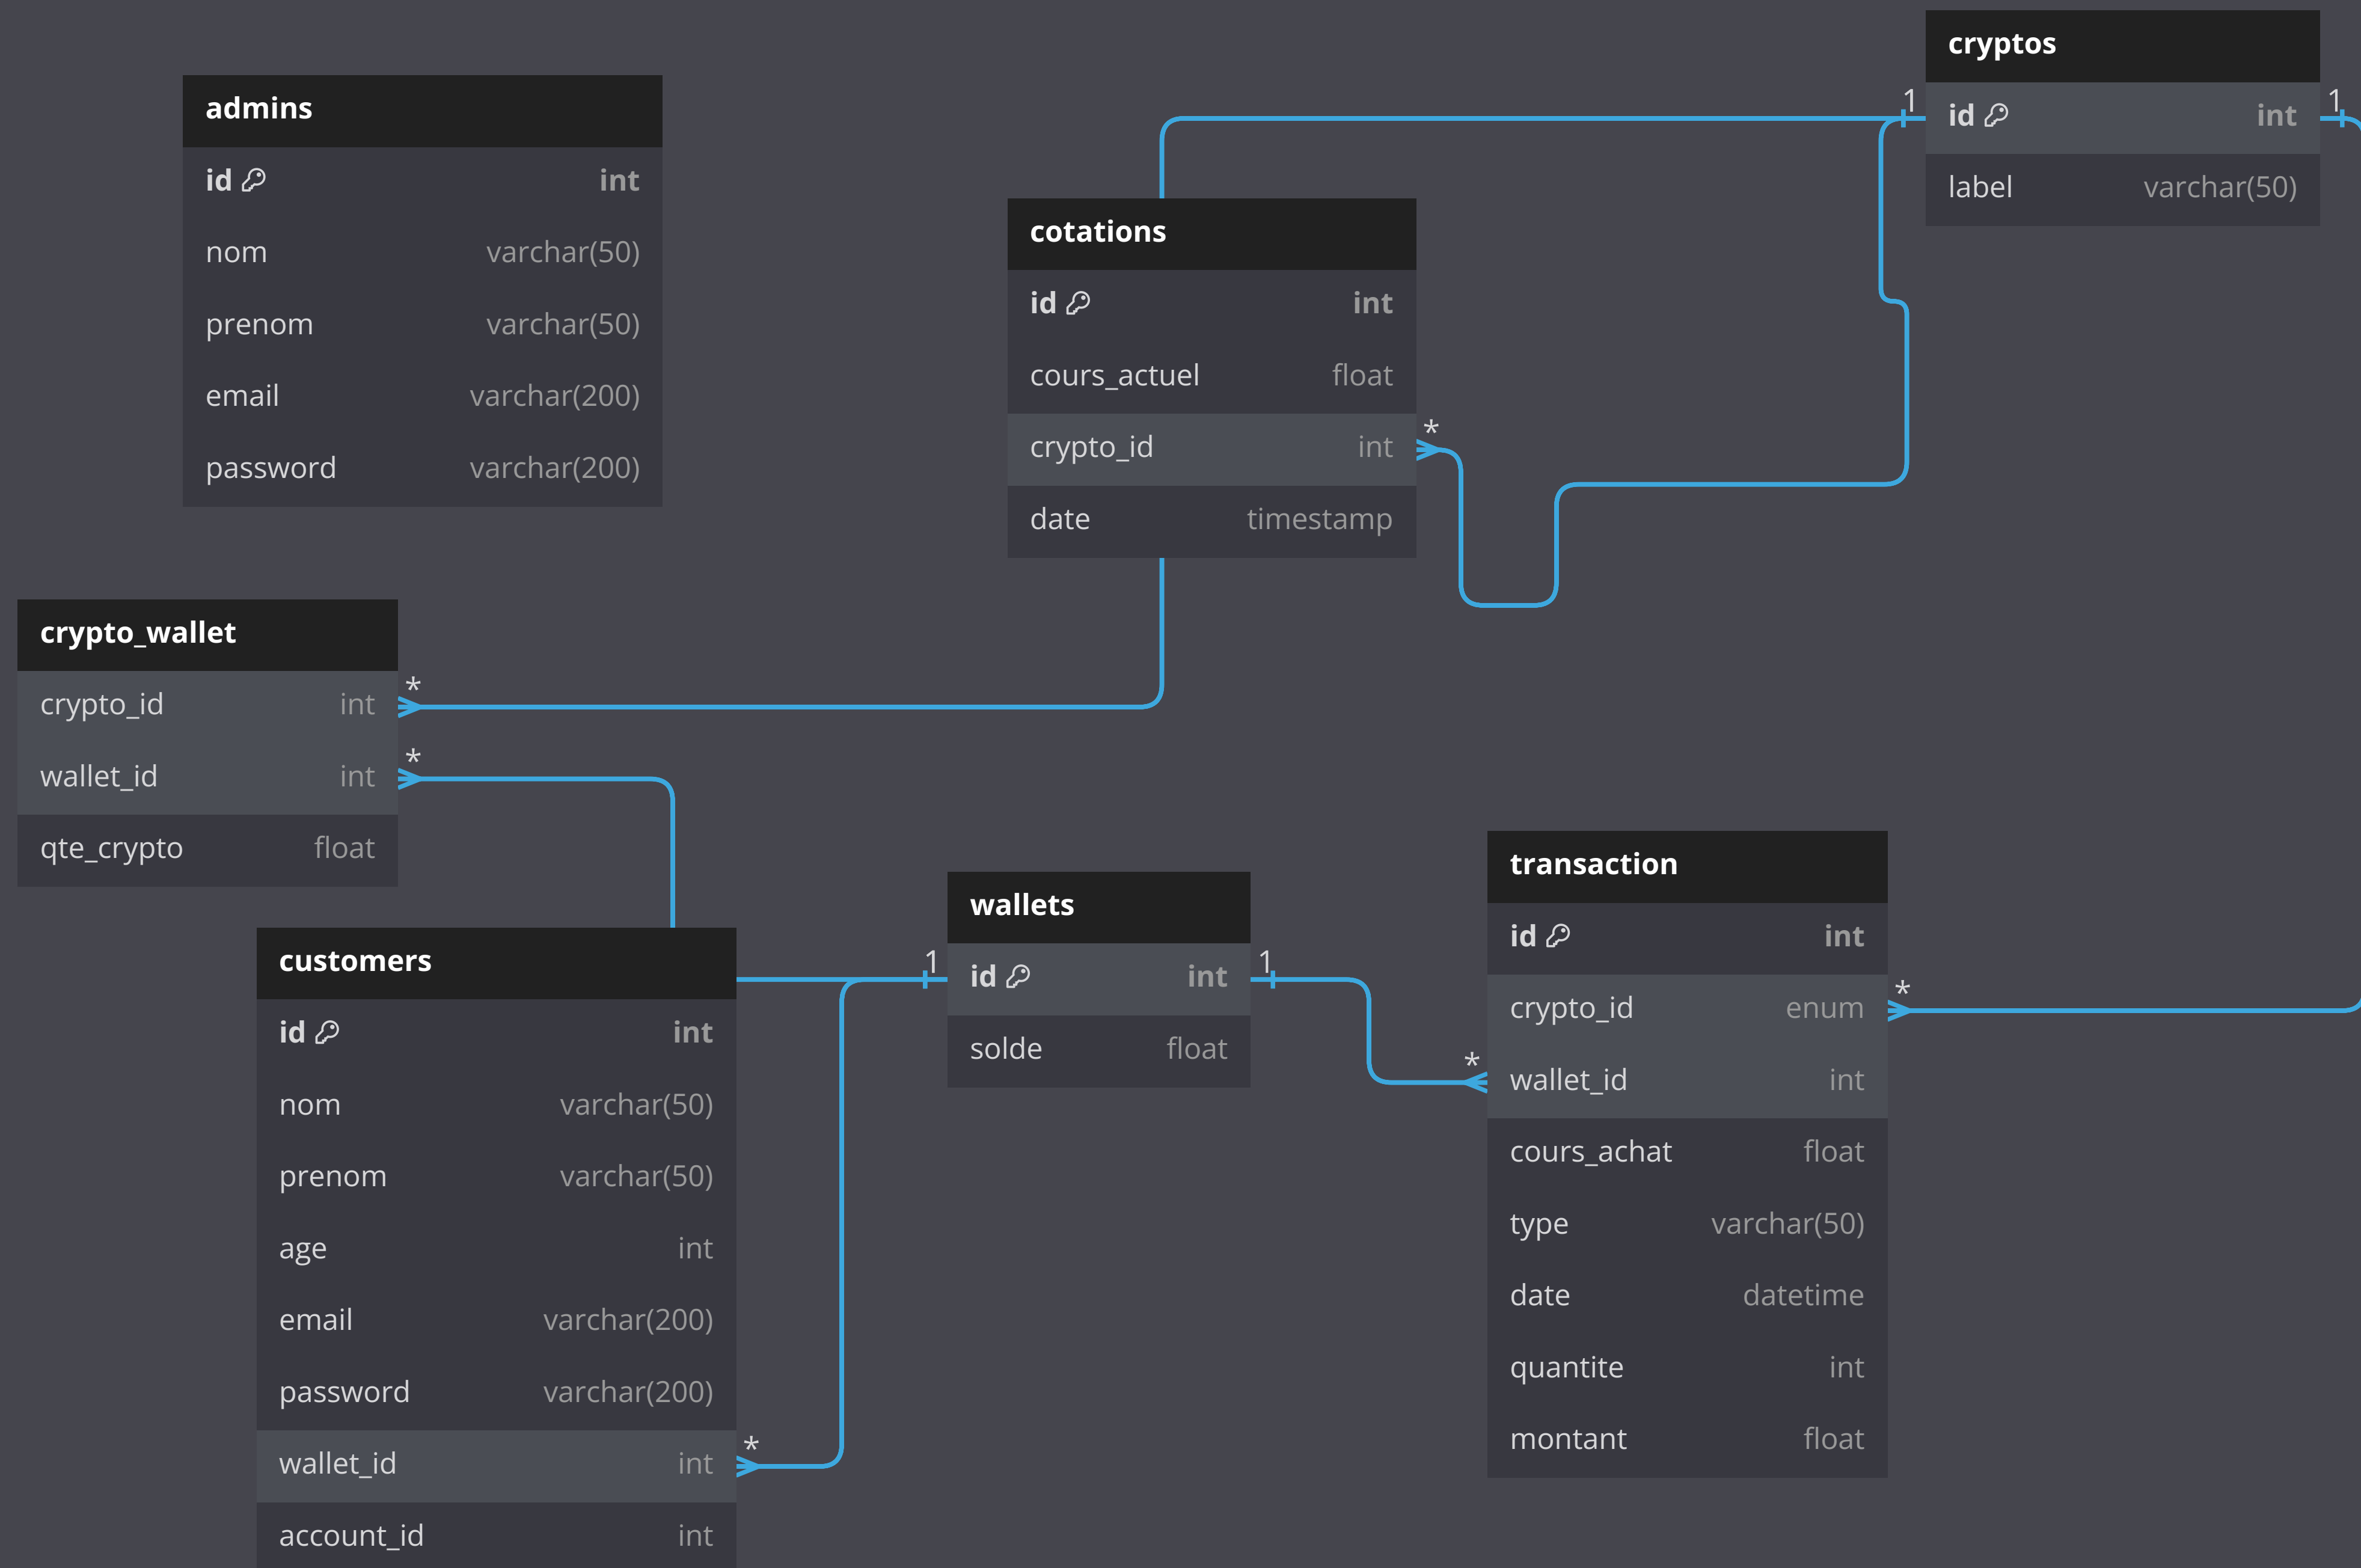 admins
id int
nom varchar(50)
prenom varchar(50)
email varchar(200)
password varchar(200)
cotations
id int
cours_actuel float
crypto_id int
*
date timestamp
1
cryptos
1
id int
label varchar(50)
crypto_wallet
*
crypto_id int
*
wallet_id int
qte_crypto float
customers
id int
nom varchar(50)
prenom varchar(50)
age int
email varchar(200)
password varchar(200)
*
wallet_id int
account_id int
wallets
1
id int
1
solde float
transaction
id int
*
crypto_id enum
*
wallet_id int
cours_achat float
type varchar(50)
date datetime
quantite int
montant float